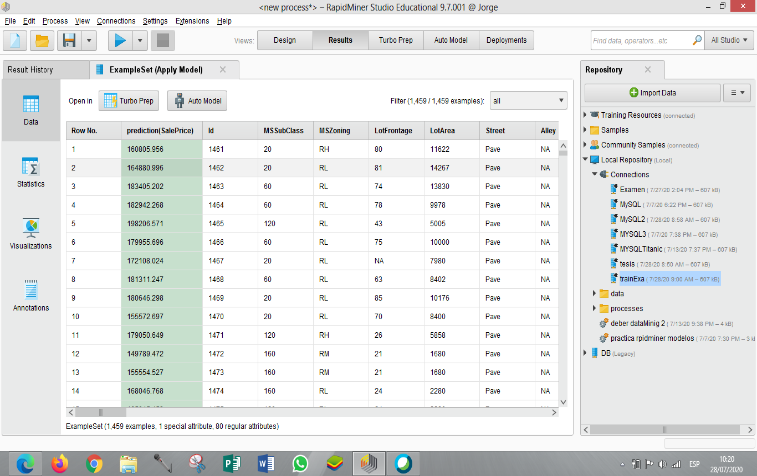 <new process*> – RapidMiner Studio Educational 9.7.001 @ Jorge
File Edit Process View Connections Settings Extensions Help
Views: Design Results Turbo Prep Auto Model Deployments Find data, operators...etc All Studio
Result History ExampleSet (Apply Model) Repository
Open in Turbo Prep Auto Model Filter (1,459 / 1,459 examples): all
Import Data
Data
Statistics
Visualizations
Annotations
Row No. prediction(SalePrice) Id MSSubClass MSZoning LotFrontage LotArea Street Alley
1 160805.956 1461 20 RH 80 11622 Pave NA
2 164880.996 1462 20 RL 81 14267 Pave NA
3 183405.202 1463 60 RL 74 13830 Pave NA
4 182942.268 1464 60 RL 78 9978 Pave NA
5 198206.571 1465 120 RL 43 5005 Pave NA
6 179955.696 1466 60 RL 75 10000 Pave NA
7 172108.024 1467 20 RL NA 7980 Pave NA
8 181311.247 1468 60 RL 63 8402 Pave NA
9 180646.298 1469 20 RL 85 10176 Pave NA
10 155572.697 1470 20 RL 70 8400 Pave NA
11 179050.649 1471 120 RH 26 5858 Pave NA
12 149789.472 1472 160 RM 21 1680 Pave NA
13 155554.527 1473 160 RM 21 1680 Pave NA
14 168046.768 1474 160 RL 24 2280 Pave NA
ExampleSet (1,459 examples, 1 special attribute, 80 regular attributes)
Training Resources (connected)
Samples
Community Samples (connected)
Local Repository (Local)
Connections
Examen (7/27/20 2:04 PM – 607 kB)
MySQL (7/7/20 6:22 PM – 607 kB)
MySQL2 (7/28/20 8:58 AM – 607 kB)
MYSQL3 (7/7/20 7:38 PM – 607 kB)
MYSQLTitanic (7/13/20 7:37 PM – 607 kB)
tesis (7/28/20 8:50 AM – 607 kB)
trainExa (7/28/20 9:00 AM – 607 kB)
data
processes
deber dataMinig 2 (7/13/20 9:38 PM – 4 kB)
practica rpidminer modelos (7/7/20 7:30 PM – 3 k
DB (Legacy)
ESP
10:20
28/07/2020